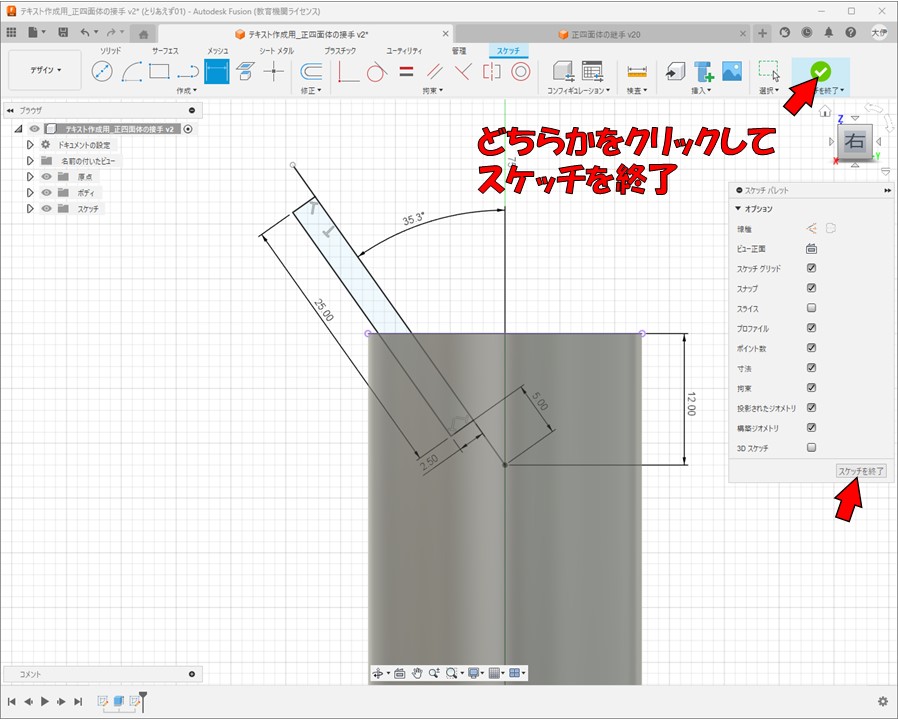 テキスト作成用_正四面体の接手 v2* (とりあえず01) - Autodesk Fusion (教育機関ライセンス)
テキスト作成用_正四面体の接手 v2*
正四面体の継手 v20
大伊
デザイン
ソリッド
サーフェス
メッシュ
シート メタル
プラスチック
ユーティリティ
管理
スケッチ
作成
修正
拘束
コンフィギュレーション
検査
挿入
選択
を終了
ブラウザ
テキスト作成用_正四面体の接手 v2
ドキュメントの設定
名前の付いたビュー
原点
ボディ
スケッチ
どちらかをクリックして
スケッチを終了
35.3°
25.00
5.00
2.50
12.00
Z
右
X
Y
スケッチ パレット
オプション
線種
ビュー正面
スケッチ グリッド
スナップ
スライス
プロファイル
ポイント数
寸法
拘束
投影されたジオメトリ
構築ジオメトリ
3D スケッチ
スケッチを終了
コメント